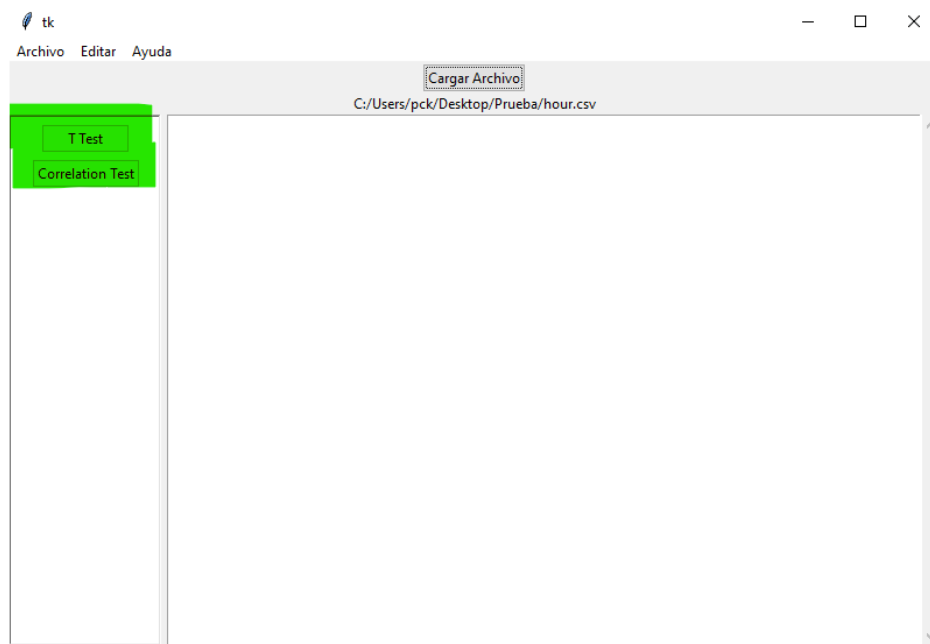 tk
Archivo Editar Ayuda
Cargar Archivo
C:/Users/pck/Desktop/Prueba/hour.csv
T Test
Correlation Test